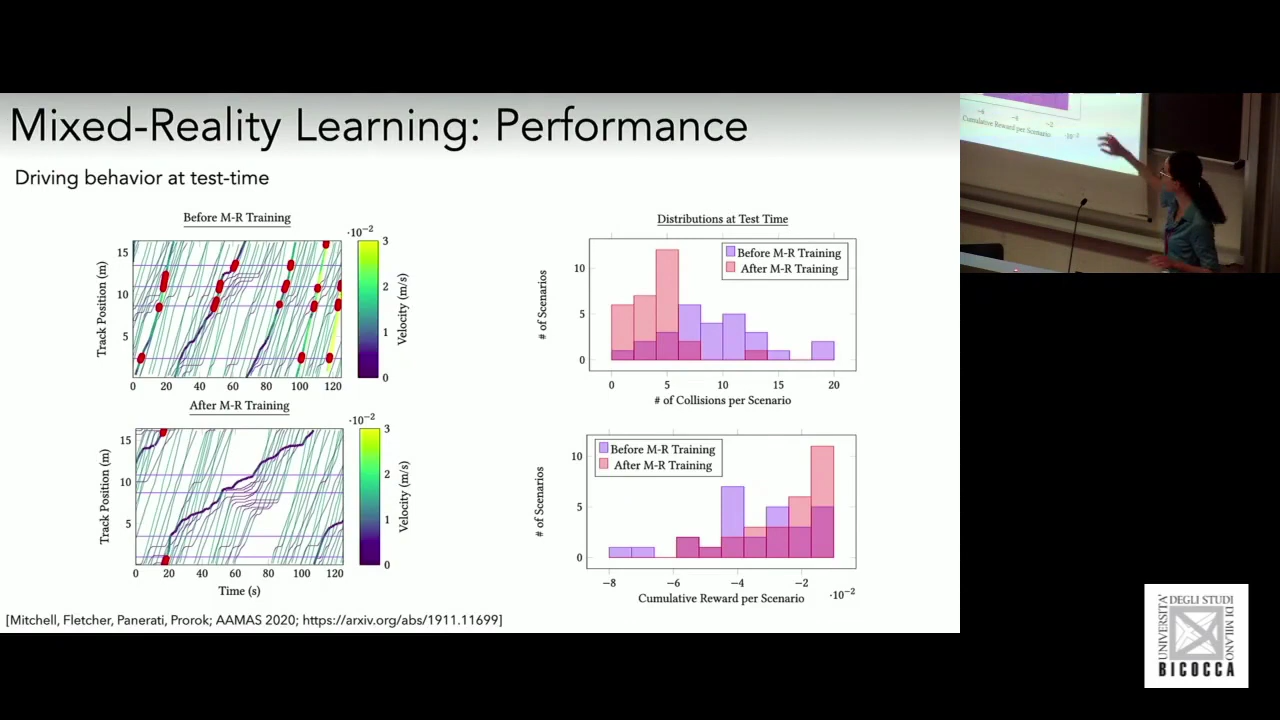 Mixed-Reality Learning: Performance
Driving behavior at test-time
Before M-R Training
·10⁻²
Track Position (m)
15
10
5
0 20 40 60 80 100 120
3
2
1
0
Velocity (m/s)
After M-R Training
·10⁻²
Track Position (m)
15
10
5
0 20 40 60 80 100 120
Time (s)
3
2
1
0
Velocity (m/s)
Distributions at Test Time
Before M-R Training
After M-R Training
# of Scenarios
10
5
0
0 5 10 15 20
# of Collisions per Scenario
Before M-R Training
After M-R Training
# of Scenarios
10
5
0
−8 −6 −4 −2
·10⁻²
Cumulative Reward per Scenario
[Mitchell, Fletcher, Panerati, Prorok; AAMAS 2020; https://arxiv.org/abs/1911.11699]
Cumulative Reward per Scenario
UNIVERSITÀ
DEGLI STUDI
DI MILANO
BICOCCA